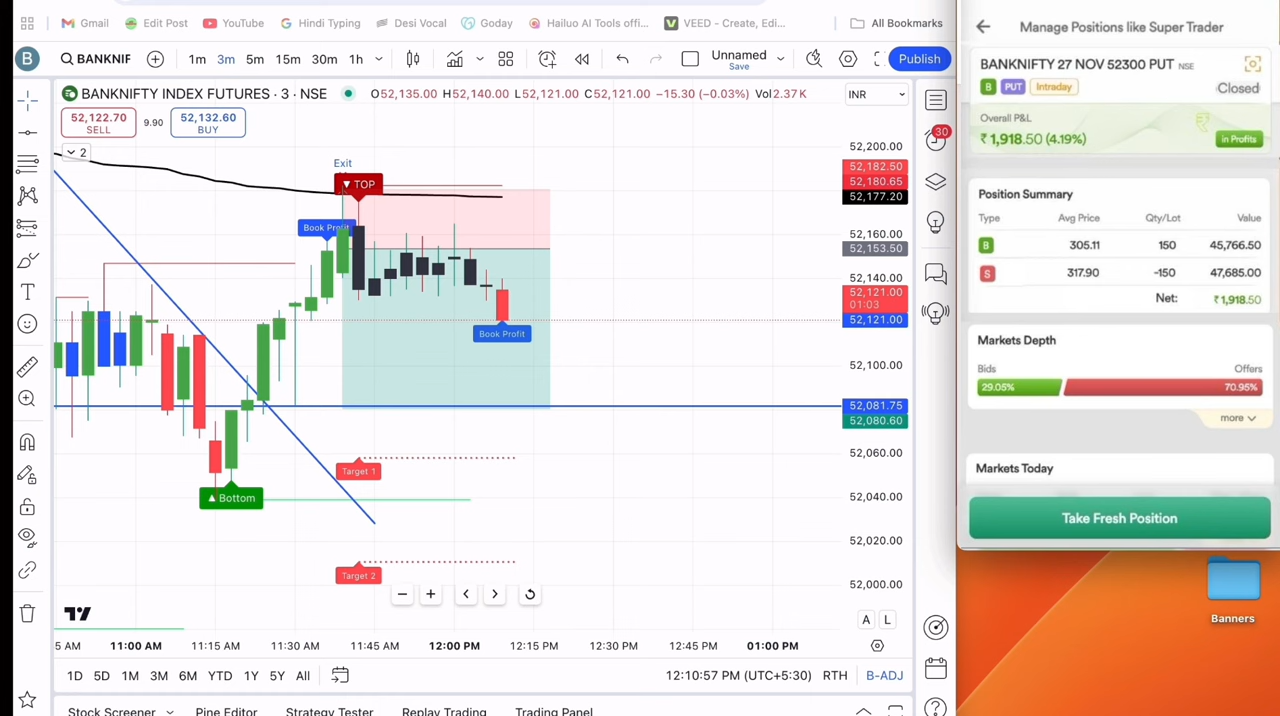 Gmail
Edit Post
YouTube
Hindi Typing
Desi Vocal
Goday
Hailuo AI Tools offi...
VEED - Create, Edi...
All Bookmarks
B
BANKNIF
1m
3m
5m
15m
30m
1h
Unnamed
Save
Publish
BANKNIFTY INDEX FUTURES · 3 · NS
O52,135.00 H52,140.00 L52,121.00 C52,121.00 −15.30 (−0.03%) Vol2.37 K
INR
52,122.70
SELL
9.90
52,132.60
BUY
2
52,200.00
52,182.50
52,180.65
52,177.20
52,160.00
52,153.50
52,140.00
52,121.00
01:03
52,121.00
52,100.00
52,081.75
52,080.60
52,060.00
52,040.00
52,020.00
52,000.00
Exit
▼ TOP
Book Profit
Book Profit
Target 1
▲ Bottom
Target 2
A
L
5 AM
11:00 AM
11:15 AM
11:30 AM
11:45 AM
12:00 PM
12:15 PM
12:30 PM
12:45 PM
01:00 PM
1D
5D
1M
3M
6M
YTD
1Y
5Y
All
12:10:57 PM (UTC+5:30)
RTH
B-ADJ
Stock Screener
Pine Editor
Strategy Tester
Replay Trading
Trading Panel
30
Manage Positions like Super Trader
BANKNIFTY 27 NOV 52300 PUT NSE
B PUT Intraday
Closed
Overall P&L
₹ 1,918.50 (4.19%)
in Profits
Position Summary
Type Avg Price Qty/Lot Value
B 305.11 150 45,766.50
S 317.90 -150 47,685.00
Net: ₹1,918.50
Markets Depth
Bids Offers
29.05% 70.95%
more
Markets Today
Take Fresh Position
Banners